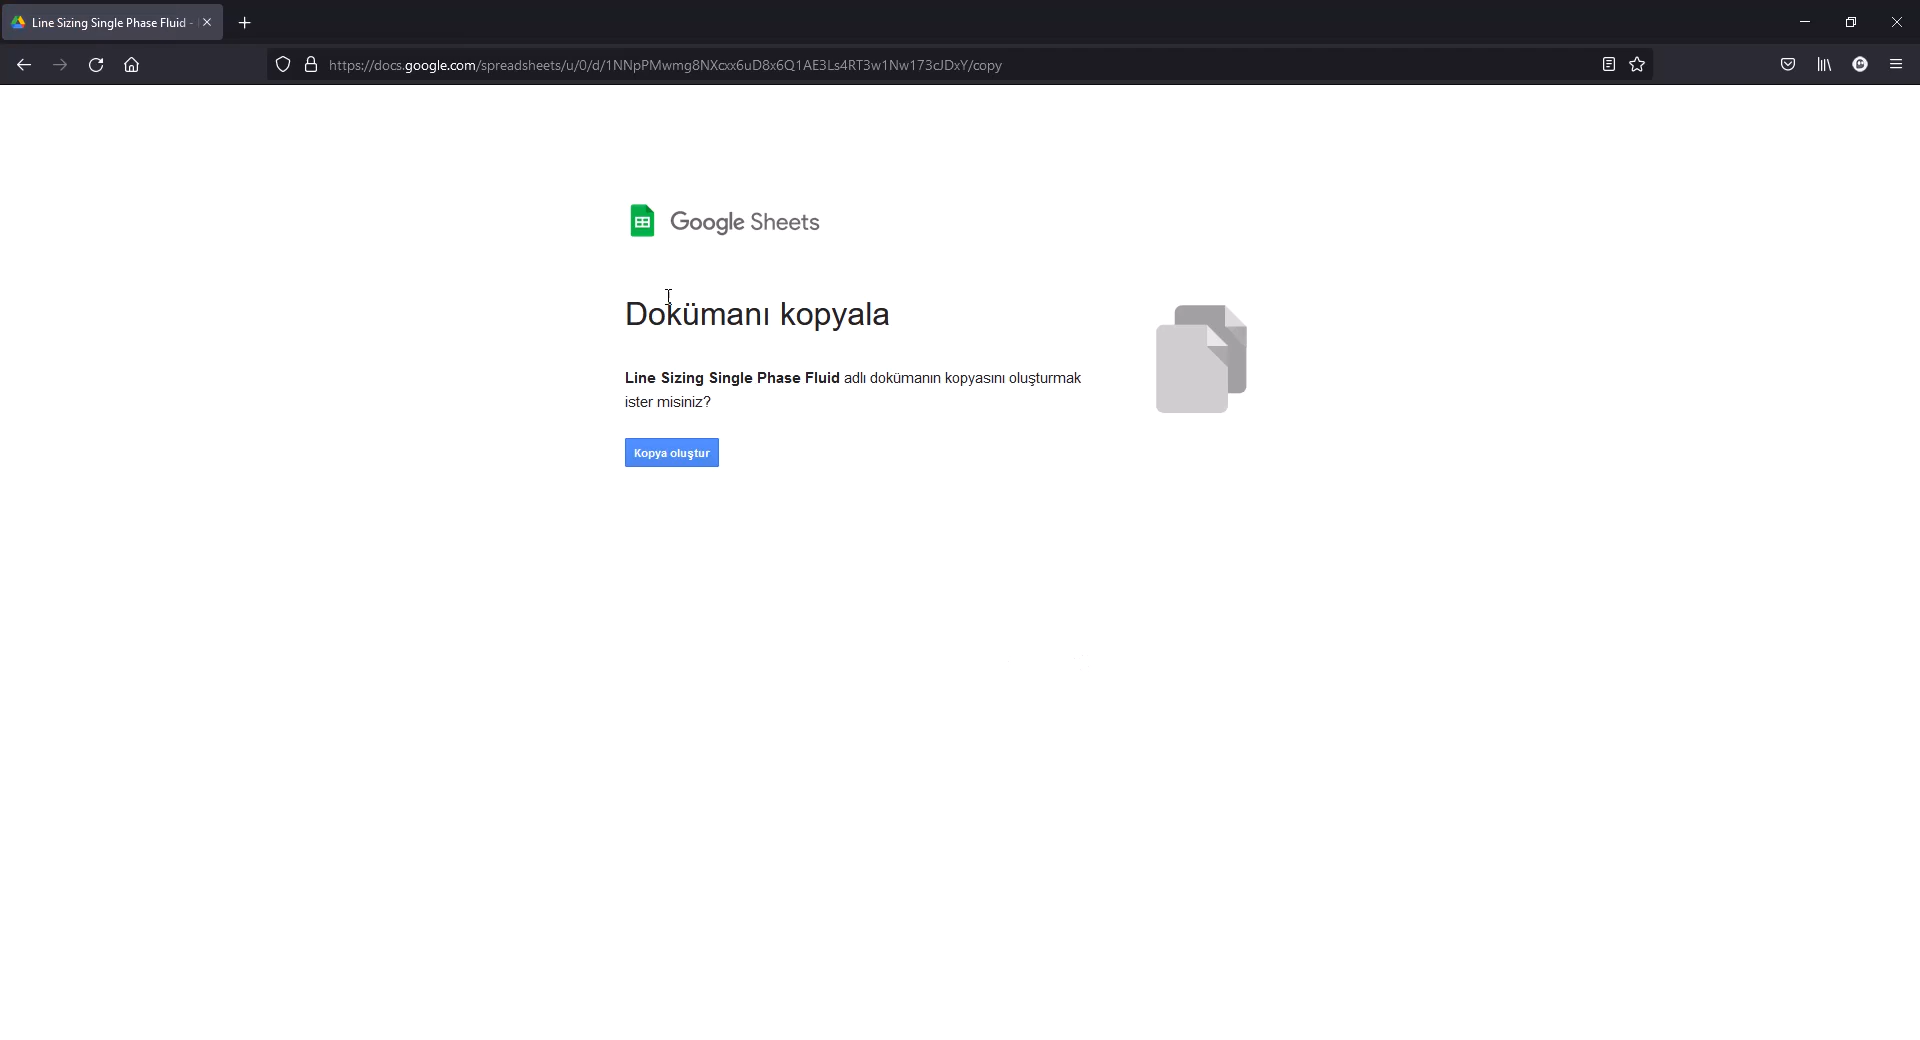 Line Sizing Single Phase Fluid -
https://docs.google.com/spreadsheets/u/0/d/1NNpPMwmg8NXcxx6uD8x6Q1AE3Ls4RT3w1Nw173cJDxY/copy
Google Sheets
Dokümanı kopyala
Line Sizing Single Phase Fluid adlı dokümanın kopyasını oluşturmak
ister misiniz?
Kopya oluştur